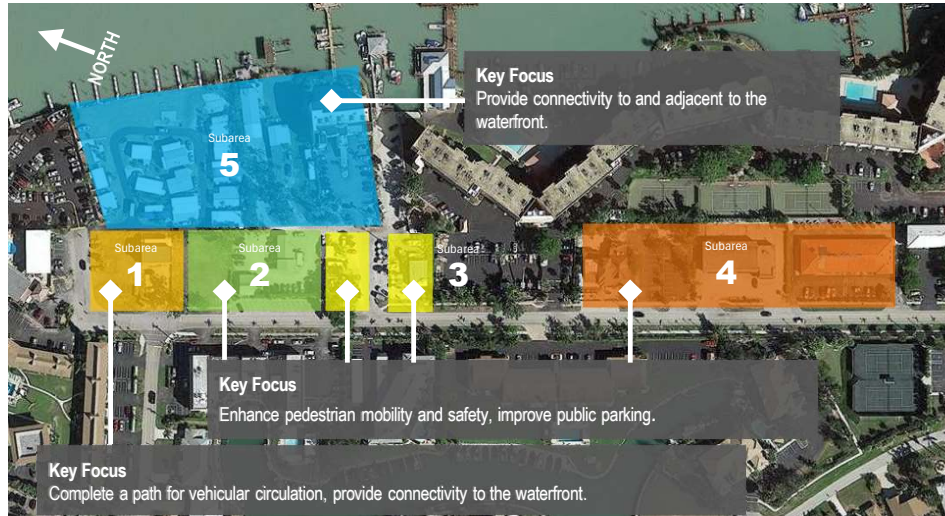 NORTH
Key Focus
Provide connectivity to and adjacent to the
waterfront.
Subarea
5
Subarea
1
Subarea
2
Subarea
3
Subarea
4
Key Focus
Enhance pedestrian mobility and safety, improve public parking.
Key Focus
Complete a path for vehicular circulation, provide connectivity to the waterfront.